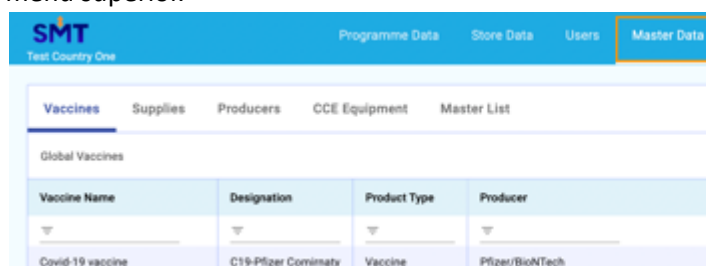 menú superior.
SMT
Programme Data Store Data Users Master Data
Test Country One
Vaccines Supplies Producers CCE Equipment Master List
Global Vaccines
Vaccine Name Designation Product Type Producer
Covid-19 vaccine C19-Pfizer Comirnaty Vaccine Pfizer/BioNTech